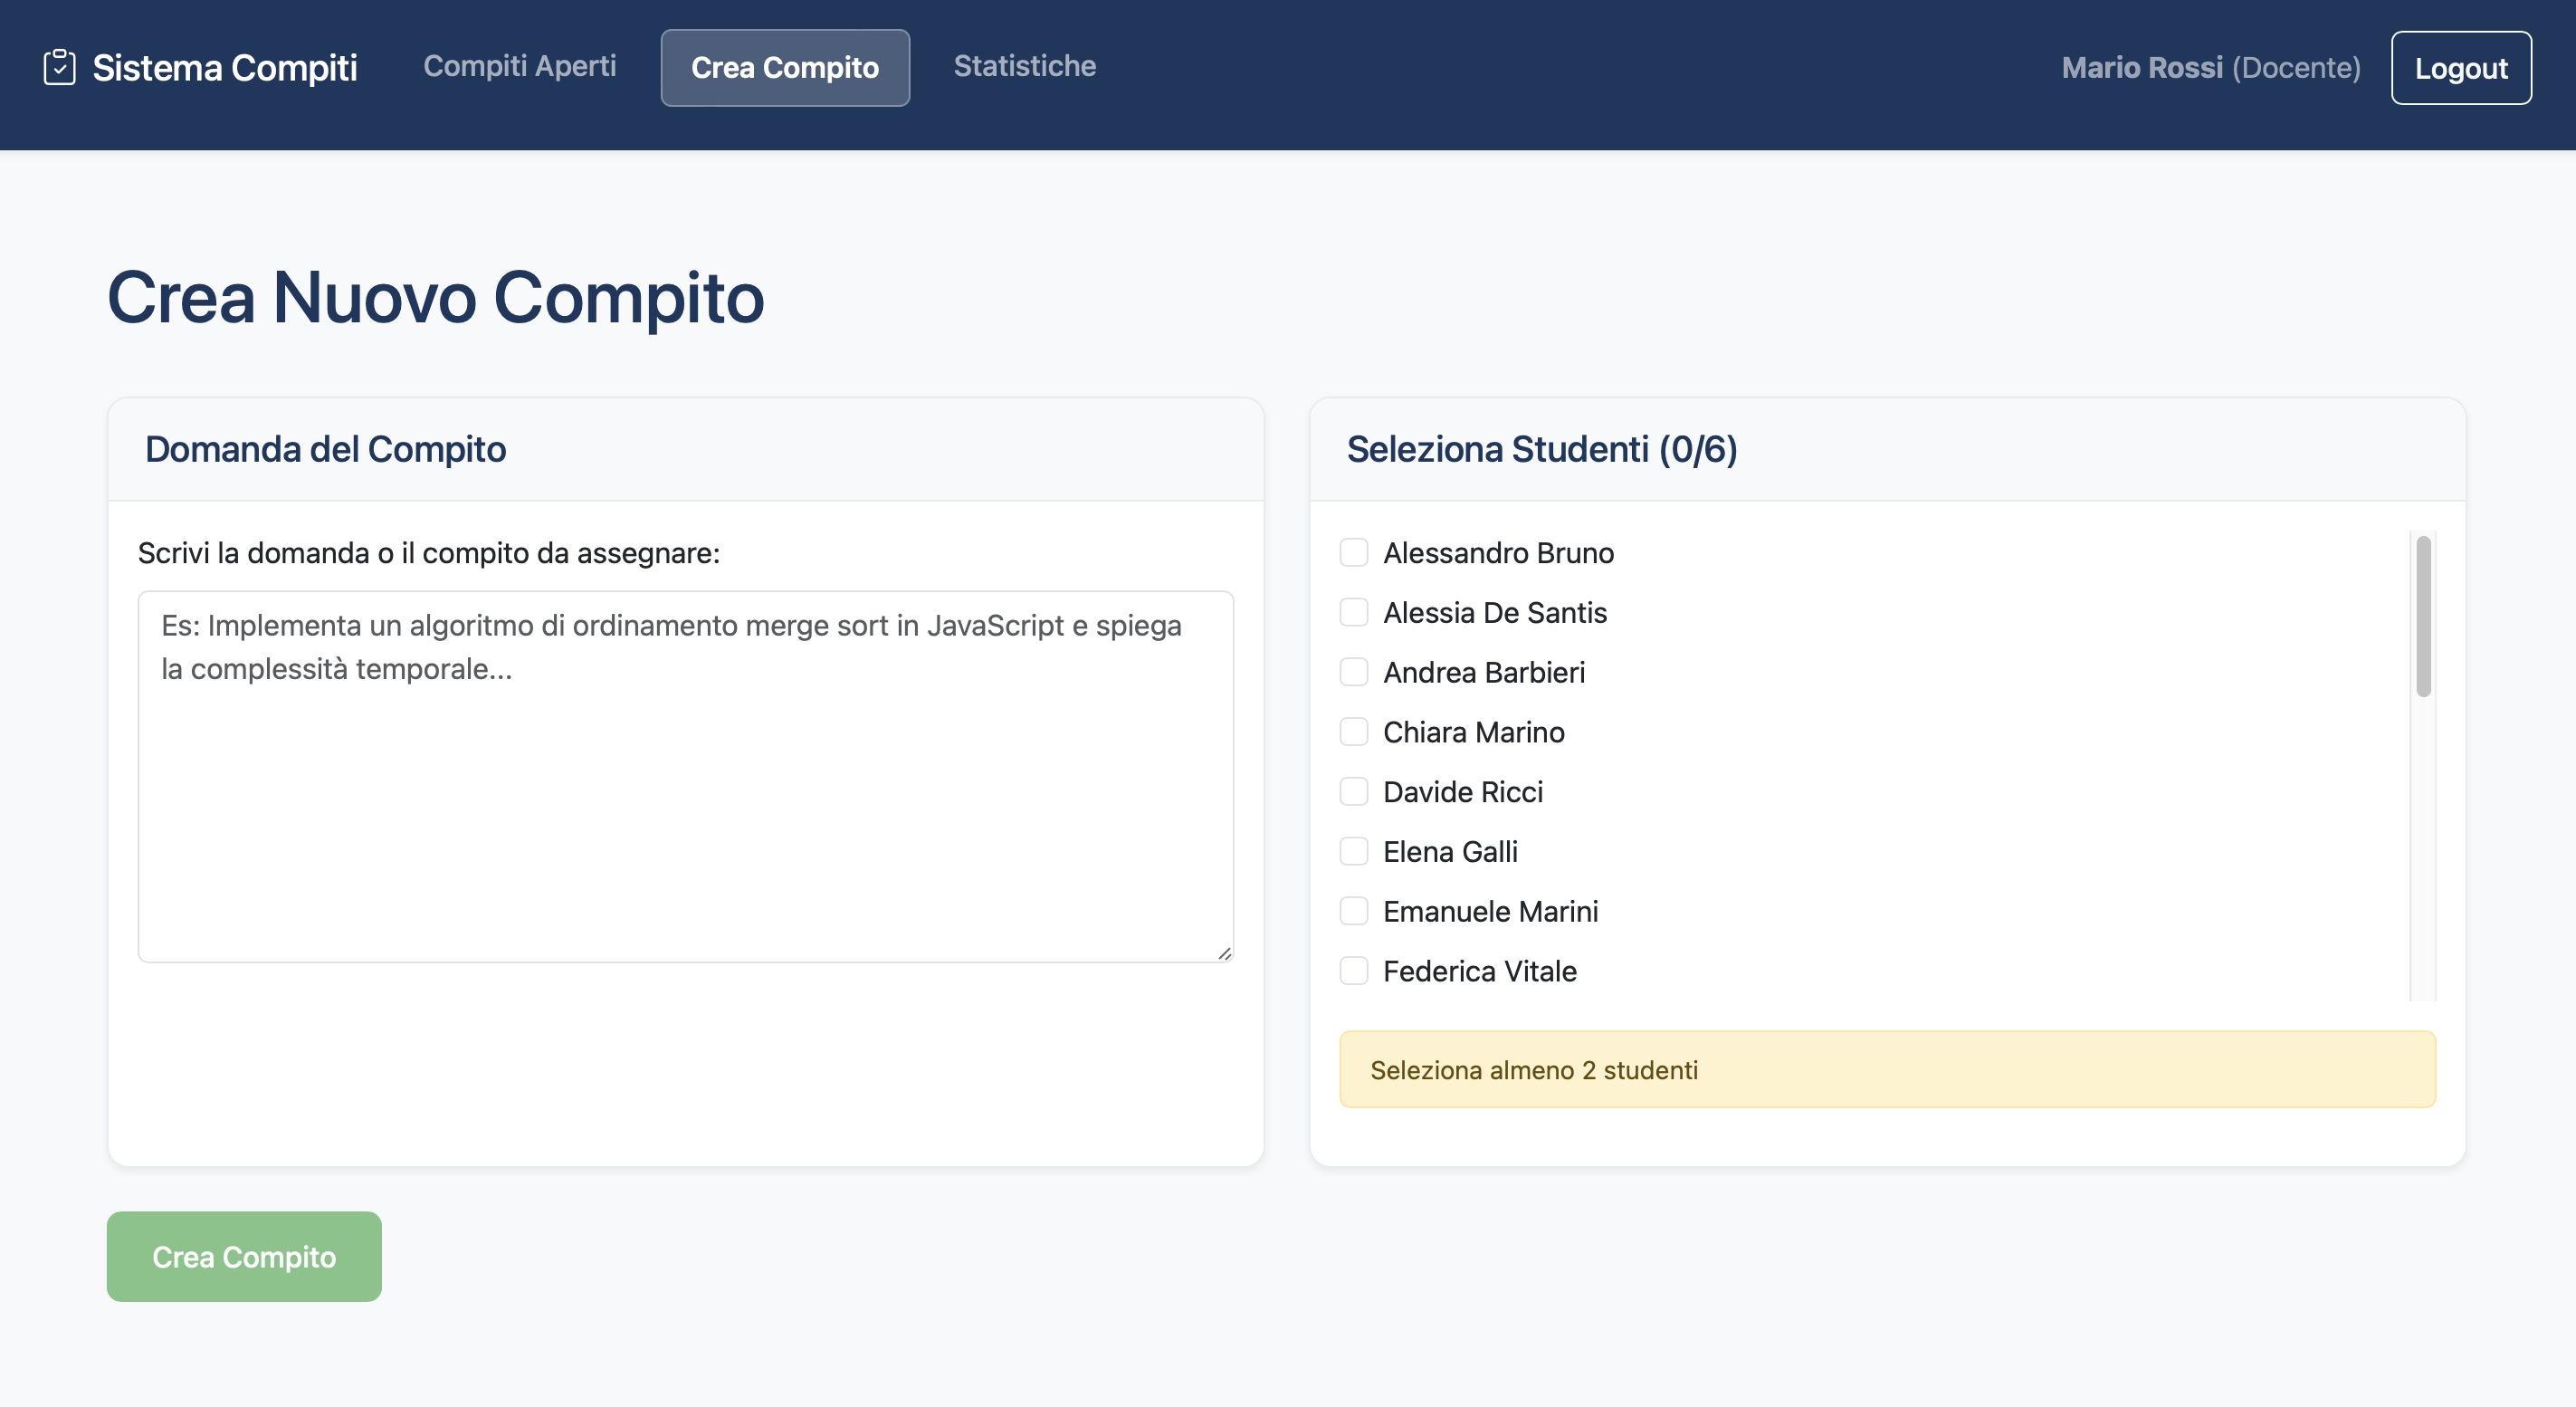 Sistema Compiti
Compiti Aperti
Crea Compito
Statistiche
Mario Rossi (Docente)
Logout
Crea Nuovo Compito
Domanda del Compito
Scrivi la domanda o il compito da assegnare:
Es: Implementa un algoritmo di ordinamento merge sort in JavaScript e spiega
la complessità temporale...
Seleziona Studenti (0/6)
Alessandro Bruno
Alessia De Santis
Andrea Barbieri
Chiara Marino
Davide Ricci
Elena Galli
Emanuele Marini
Federica Vitale
Seleziona almeno 2 studenti
Crea Compito